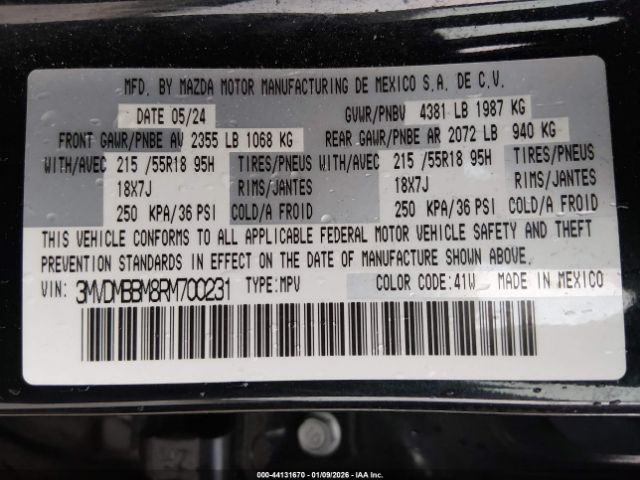 MFD. BY MAZDA MOTOR MANUFACTURING DE MEXICO S.A. DE C.V.
DATE 05/24 GVWR/PNBV 4381 LB 1987 KG
FRONT GAWR/PNBE AV 2355 LB 1068 KG REAR GAWR/PNBE AR 2072 LB 940 KG
WITH/AVEC 215 /55R18 95H TIRES/PNEUS WITH/AVEC 215 /55R18 95H TIRES/PNEUS
18X7J RIMS/JANTES 18X7J RIMS/JANTES
250 KPA/36 PSI COLD/A FROID 250 KPA/36 PSI COLD/A FROID
THIS VEHICLE CONFORMS TO ALL APPLICABLE FEDERAL MOTOR VEHICLE SAFETY AND THEFT
PREVENTION STANDARDS IN EFFECT ON THE DATE OF MANUFACTURE SHOWN ABOVE.
VIN: 3MVDMBBM8RM700231 TYPE:MPV COLOR CODE:41W MADE IN MEXICO
000-44131670 | 01/09/2026 - IAA Inc.